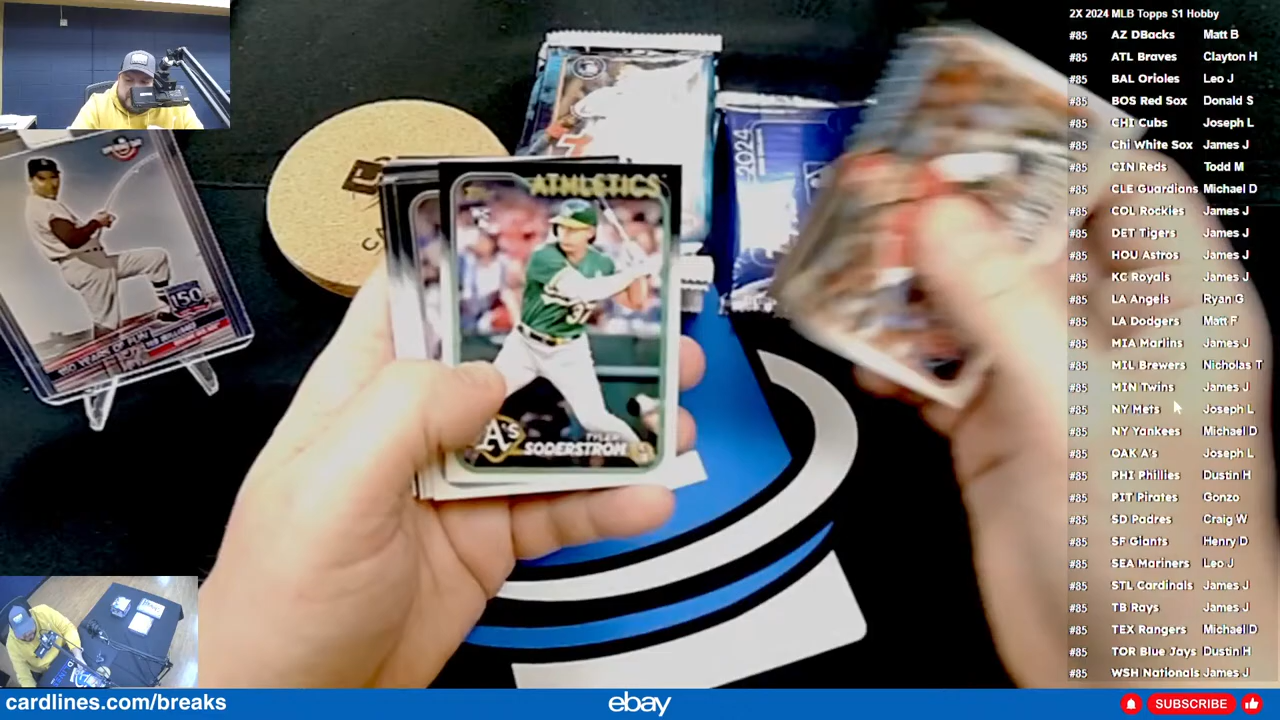 2X 2024 MLB Topps S1 Hobby
#85 AZ DBacks Matt B
#85 ATL Braves Clayton H
#85 BAL Orioles Leo J
#85 BOS Red Sox Donald S
#85 CHI Cubs Joseph L
#85 Chi White Sox James J
#85 CIN Reds Todd M
#85 CLE Guardians Michael D
#85 COL Rockies James J
#85 DET Tigers James J
#85 HOU Astros James J
#85 KC Royals James J
#85 LA Angels Ryan G
#85 LA Dodgers Matt F
#85 MIA Marlins James J
#85 MIL Brewers Nicholas T
#85 MIN Twins James J
#85 NY Mets Joseph L
#85 NY Yankees Michael D
#85 OAK A's Joseph L
#85 PHI Phillies Dustin H
#85 PIT Pirates Gonzo
#85 SD Padres Craig W
#85 SF Giants Henry D
#85 SEA Mariners Leo J
#85 STL Cardinals James J
#85 TB Rays James J
#85 TEX Rangers Michael D
#85 TOR Blue Jays Dustin H
#85 WSH Nationals James J
ATHLETICS
A's
TYLER
SODERSTROM
2024
150
150 YEARS OF FUN
TED WILLIAMS
cardlines.com/breaks
ebay
SUBSCRIBE